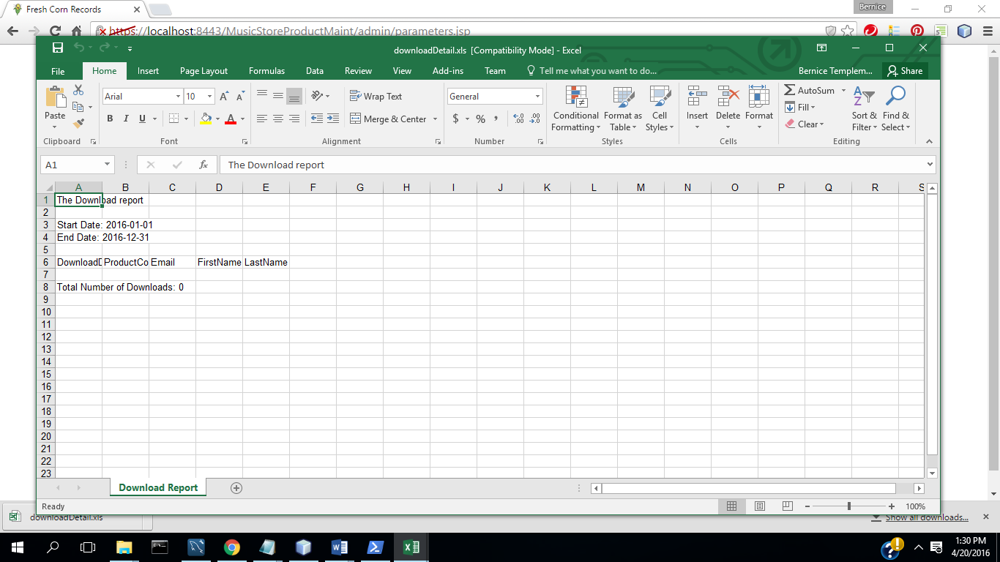 Fresh Corn Records
Bernice
https://localhost:8443/MusicStoreProductMaint/admin/parameters.jsp
downloadDetail.xls [Compatibility Mode] - Excel
File Home Insert Page Layout Formulas Data Review View Add-ins Team Tell me what you want to do... Bernice Templem... Share
Arial 10 Wrap Text General AutoSum
Paste B I U A Merge & Center $ % , Conditional Formatting Format as Table Cell Styles Insert Delete Format Fill Clear Sort & Filter Find & Select
Clipboard Font Alignment Number Styles Cells Editing
A1 fx The Download report
A B C D E F G H I J K L M N O P Q R S
1 The Download report
2
3 Start Date: 2016-01-01
4 End Date: 2016-12-31
5
6 DownloadD ProductCo Email FirstName LastName
7
8 Total Number of Downloads: 0
9
10
11
12
13
14
15
16
17
18
19
20
21
22
23
Download Report
Ready 100%
downloadDetail.xls Show all downloads...
1:30 PM
4/20/2016